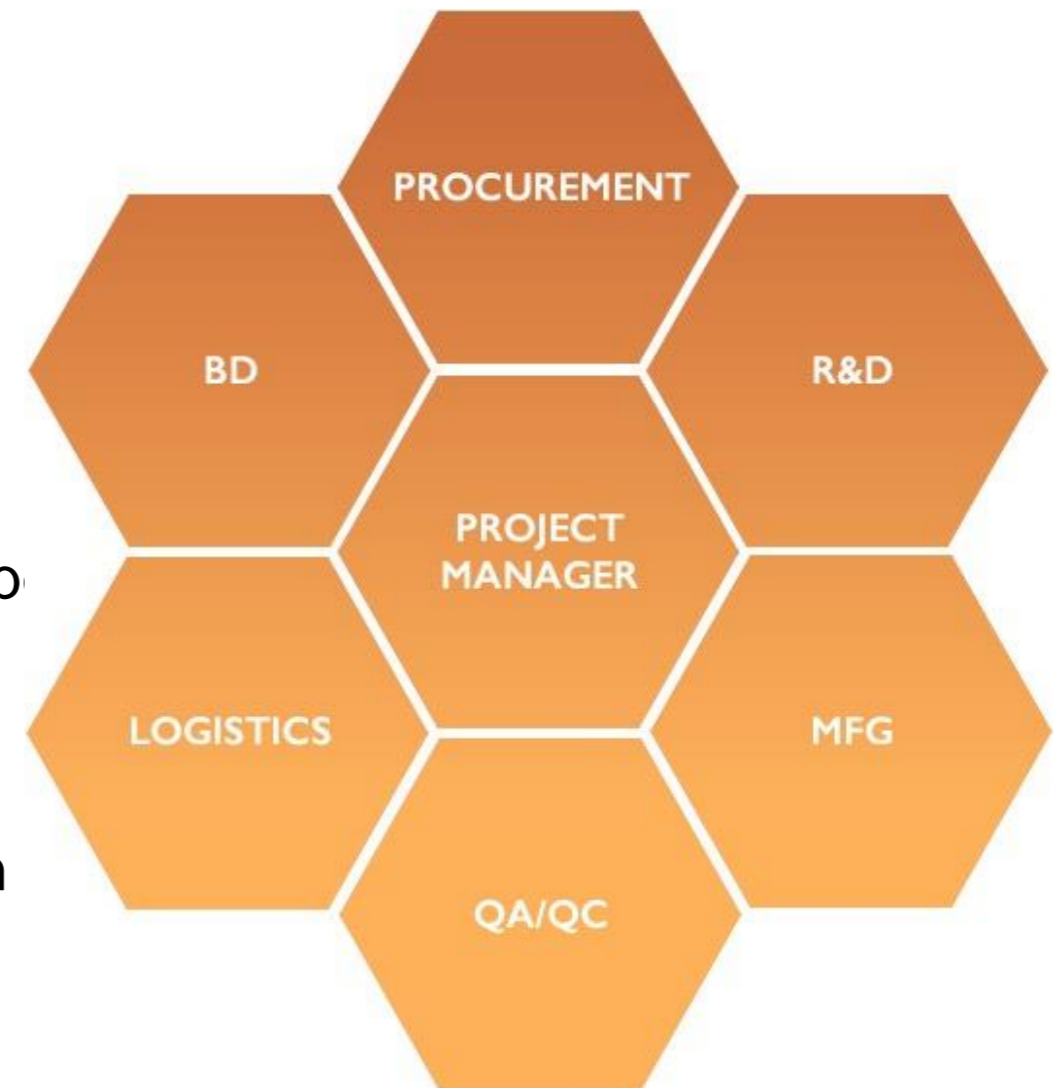 PROCUREMENT
BD
R&D
PROJECT
MANAGER
LOGISTICS
MFG
QA/QC